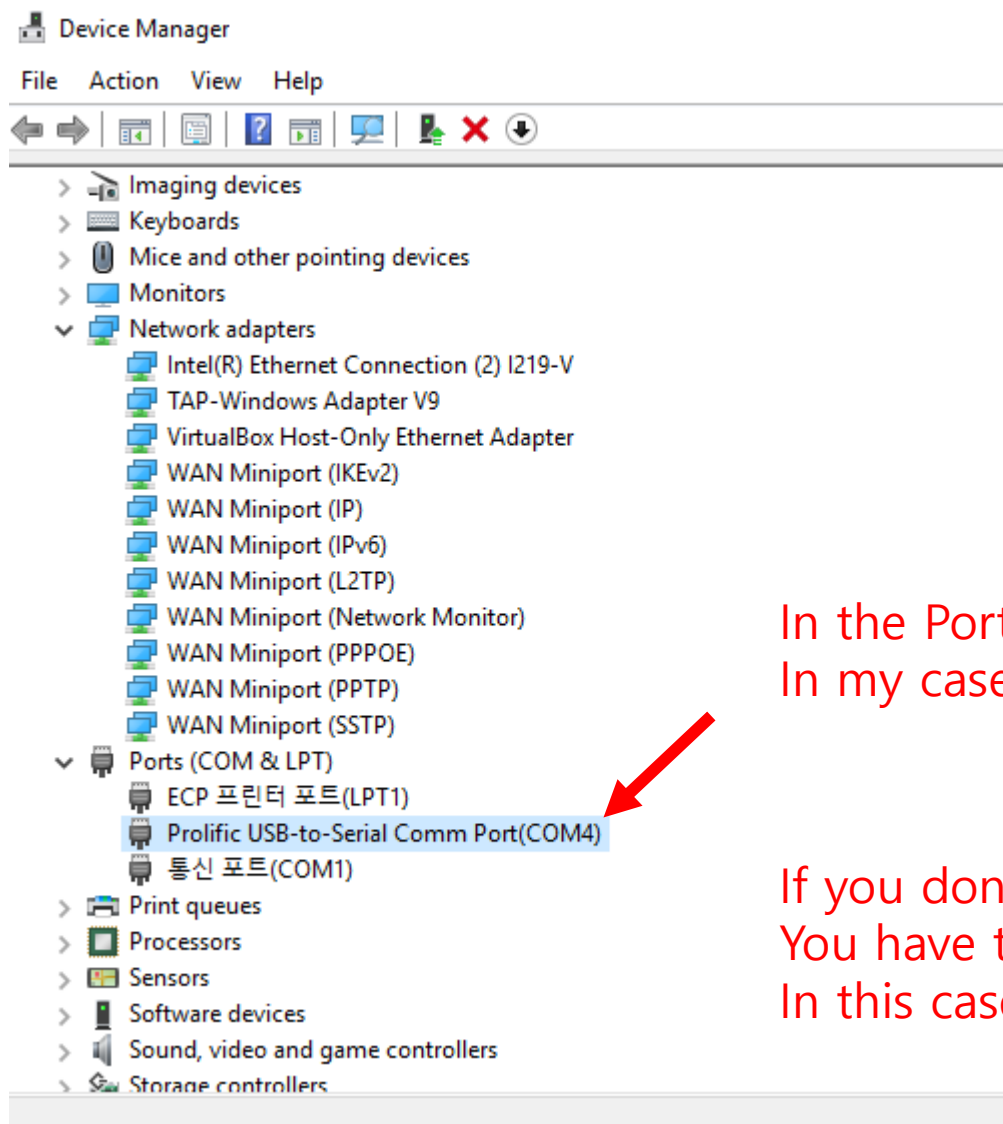 Device Manager
File Action View Help
Imaging devices
Keyboards
Mice and other pointing devices
Monitors
Network adapters
Intel(R) Ethernet Connection (2) I219-V
TAP-Windows Adapter V9
VirtualBox Host-Only Ethernet Adapter
WAN Miniport (IKEv2)
WAN Miniport (IP)
WAN Miniport (IPv6)
WAN Miniport (L2TP)
WAN Miniport (Network Monitor)
WAN Miniport (PPPOE)
WAN Miniport (PPTP)
WAN Miniport (SSTP)
Ports (COM & LPT)
ECP 프린터 포트(LPT1)
Prolific USB-to-Serial Comm Port(COM4)
통신 포트(COM1)
Print queues
Processors
Sensors
Software devices
Sound, video and game controllers
Storage controllers
In the Port
In my case
If you don
You have t
In this case